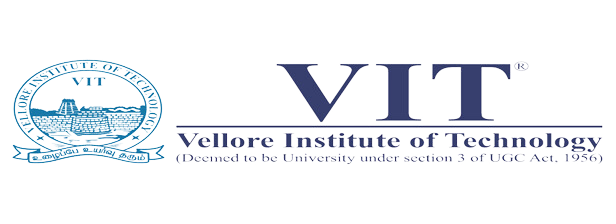 VELLORE INSTITUTE OF TECHNOLOGY
VIT
உழைப்பே உயர்வு தரும்
VIT®
Vellore Institute of Technology
(Deemed to be University under section 3 of UGC Act, 1956)